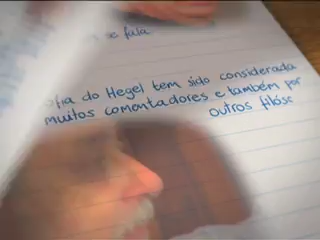 se fala
fia do Hegel tem sido considerada
muitos comentadores e também por
outros filóso